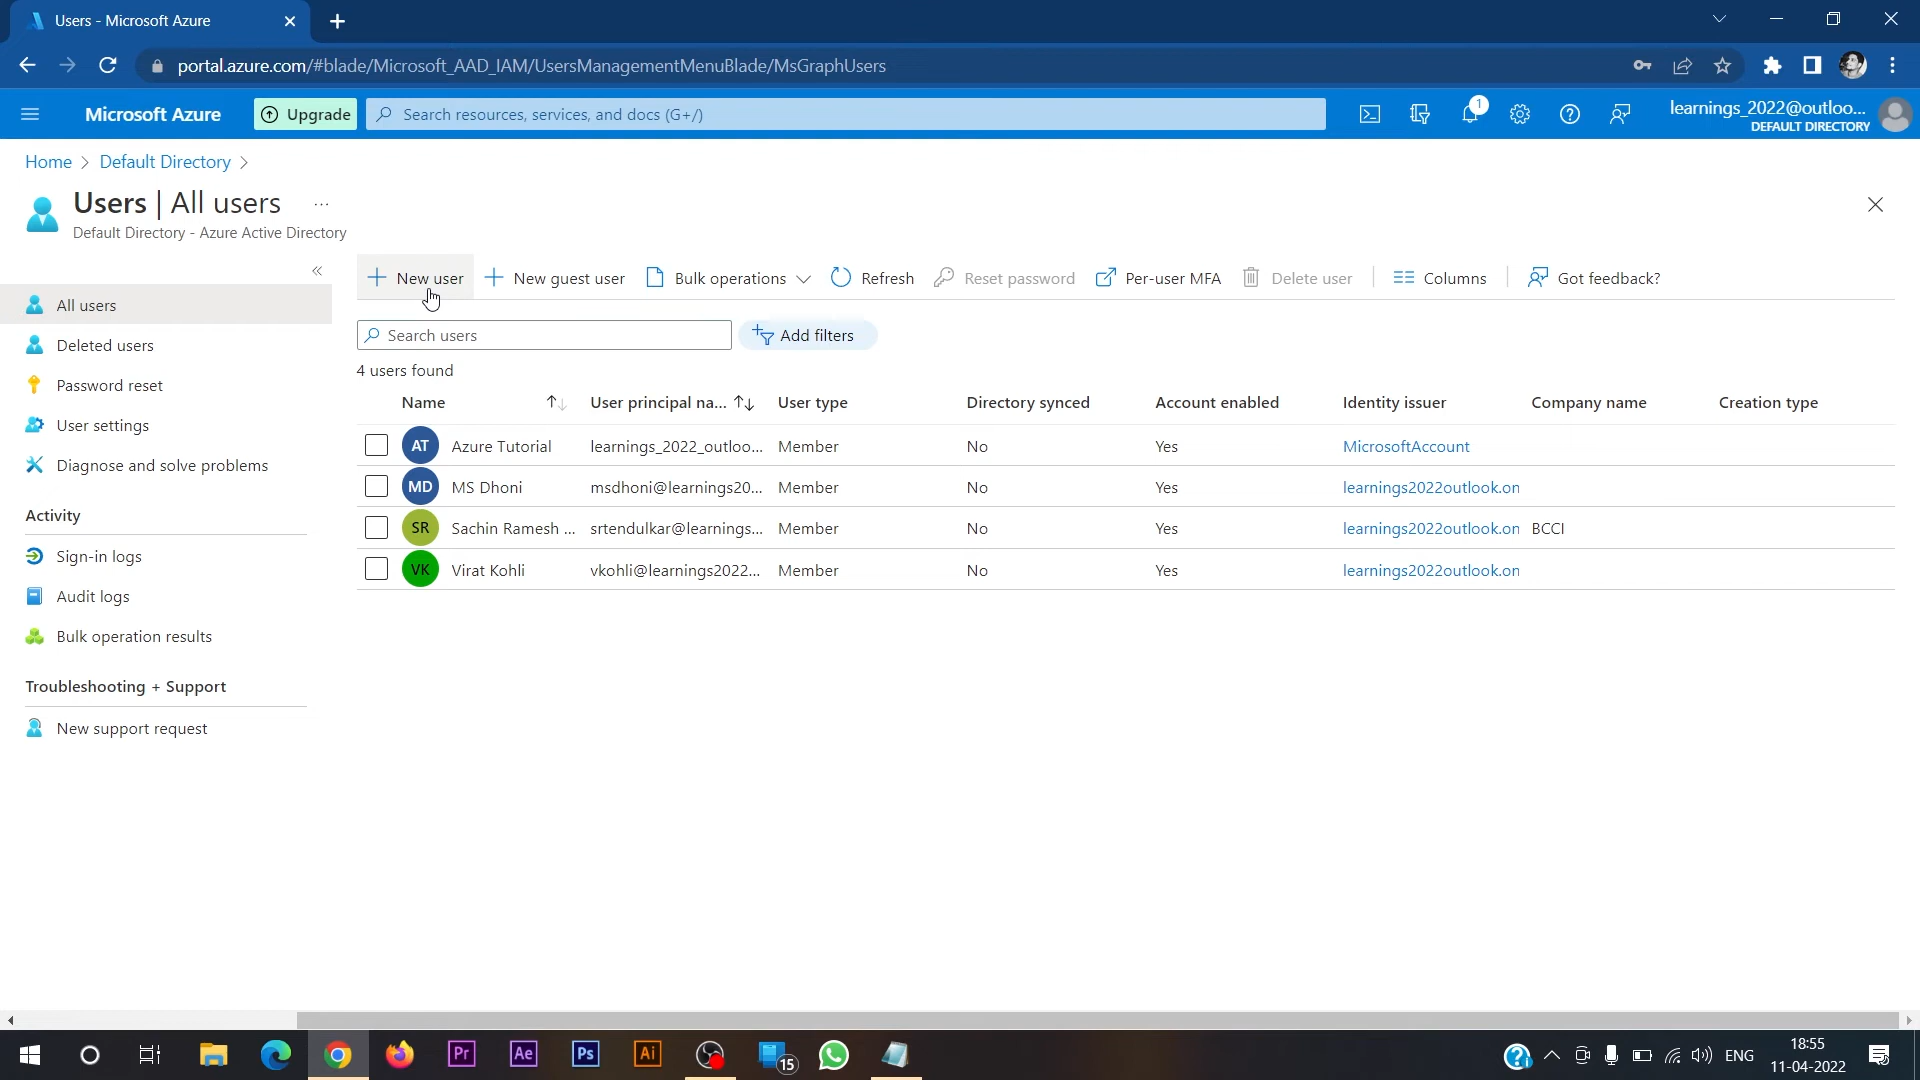 Users - Microsoft Azure
portal.azure.com/#blade/Microsoft_AAD_IAM/UsersManagementMenuBlade/MsGraphUsers
Microsoft Azure
Upgrade
Search resources, services, and docs (G+/)
1
learnings_2022@outloo...
DEFAULT DIRECTORY
Home > Default Directory >
Users | All users ...
Default Directory - Azure Active Directory
All users
Deleted users
Password reset
User settings
Diagnose and solve problems
Activity
Sign-in logs
Audit logs
Bulk operation results
Troubleshooting + Support
New support request
New user
New guest user
Bulk operations
Refresh
Reset password
Per-user MFA
Delete user
Columns
Got feedback?
Search users
Add filters
4 users found
Name User principal na... User type Directory synced Account enabled Identity issuer Company name Creation type
AT Azure Tutorial learnings_2022_outloo... Member No Yes MicrosoftAccount
MD MS Dhoni msdhoni@learnings20... Member No Yes learnings2022outlook.on
SR Sachin Ramesh ... srtendulkar@learnings... Member No Yes learnings2022outlook.on BCCI
VK Virat Kohli vkohli@learnings2022... Member No Yes learnings2022outlook.on
Pr
Ae
Ps
Ai
15
ENG
18:55
11-04-2022